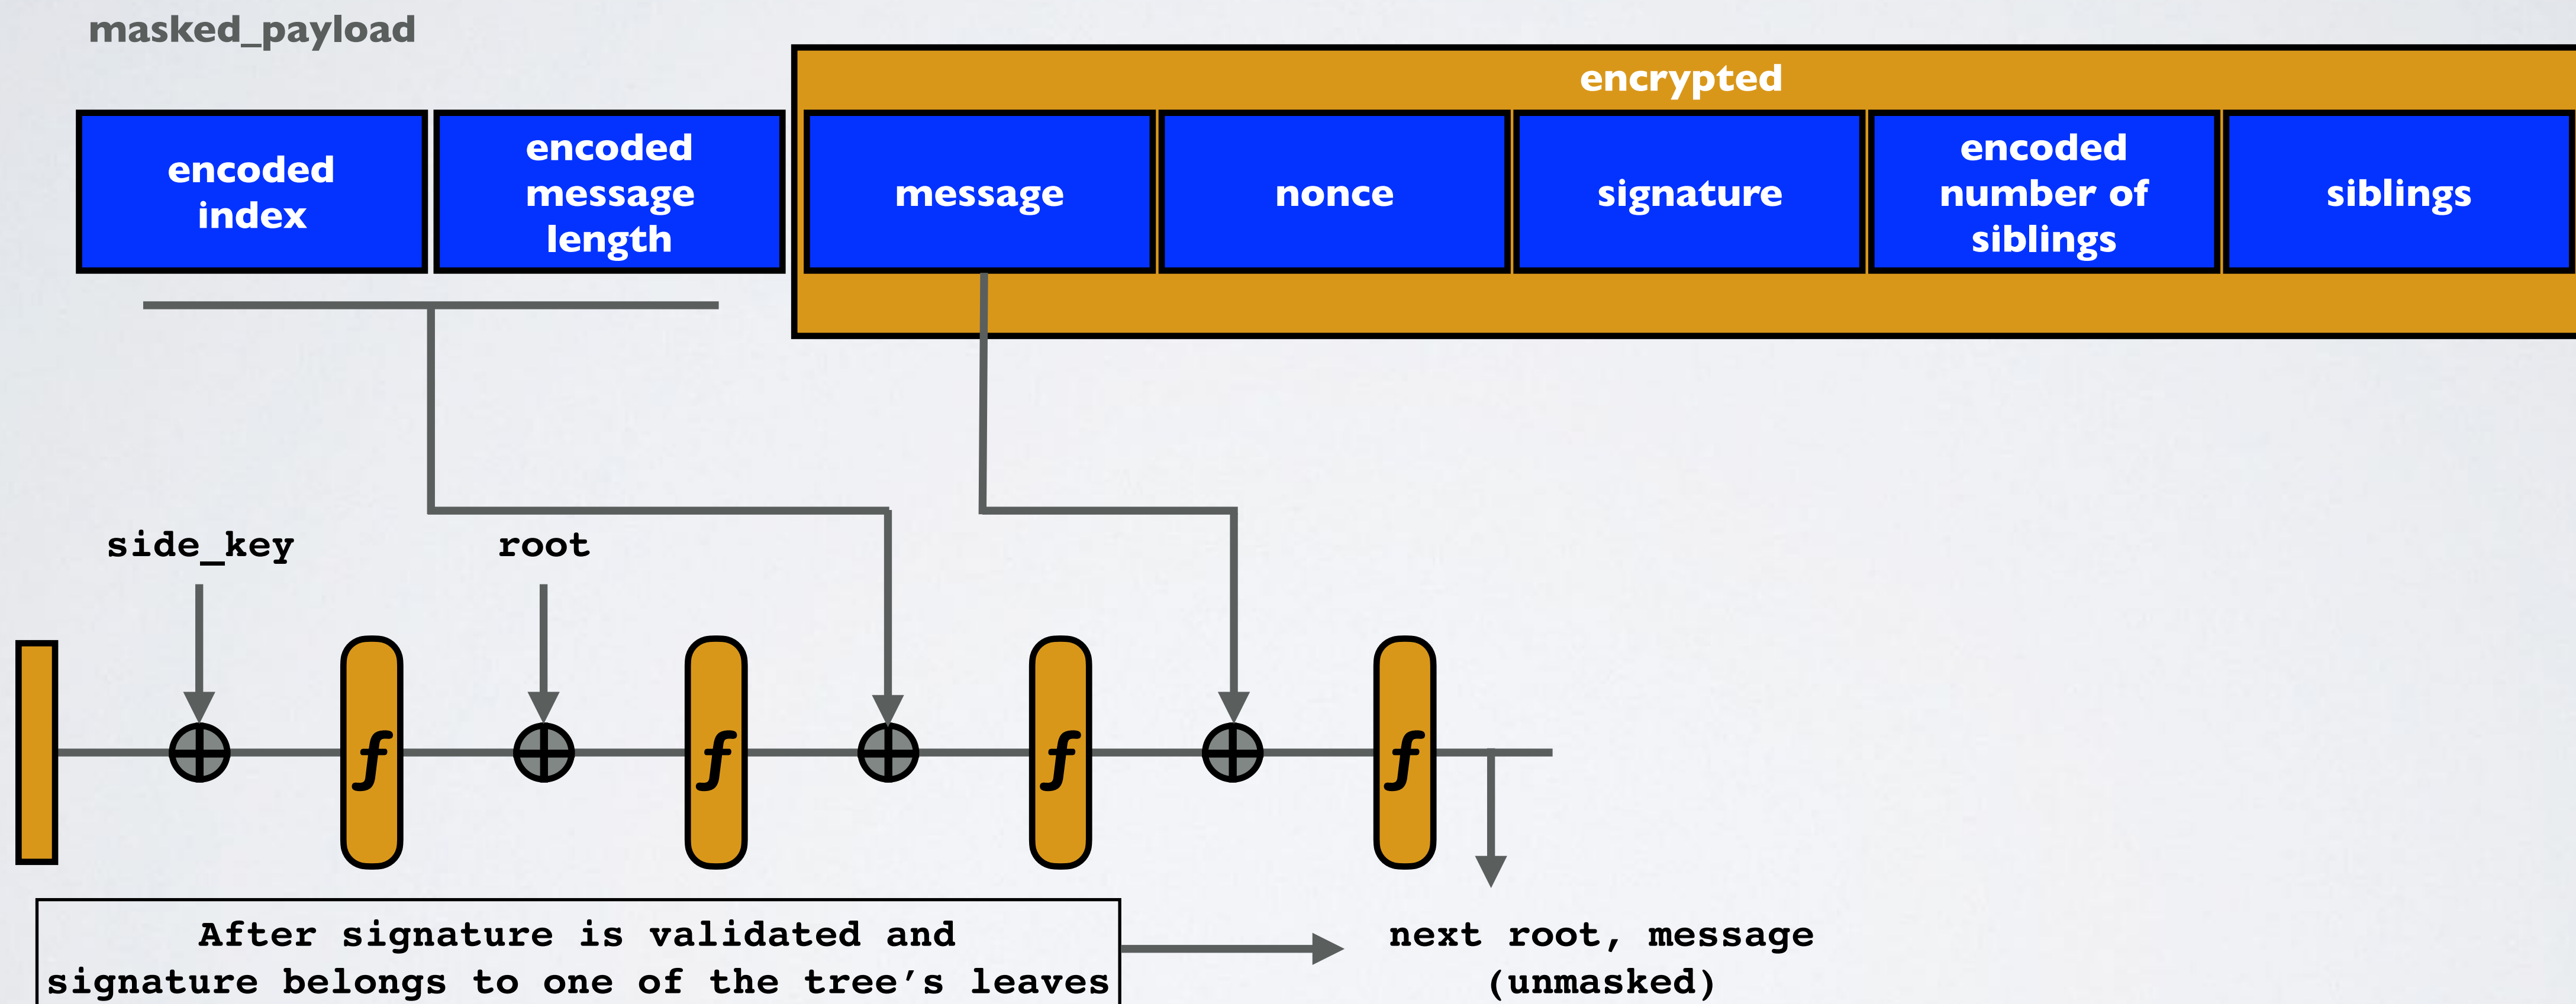 masked_payload
encrypted
encoded
index
encoded
message
length
message
nonce
signature
encoded
number of
siblings
siblings
side_key
root
f
f
f
f
After signature is validated and
signature belongs to one of the tree’s leaves
next root, message
(unmasked)